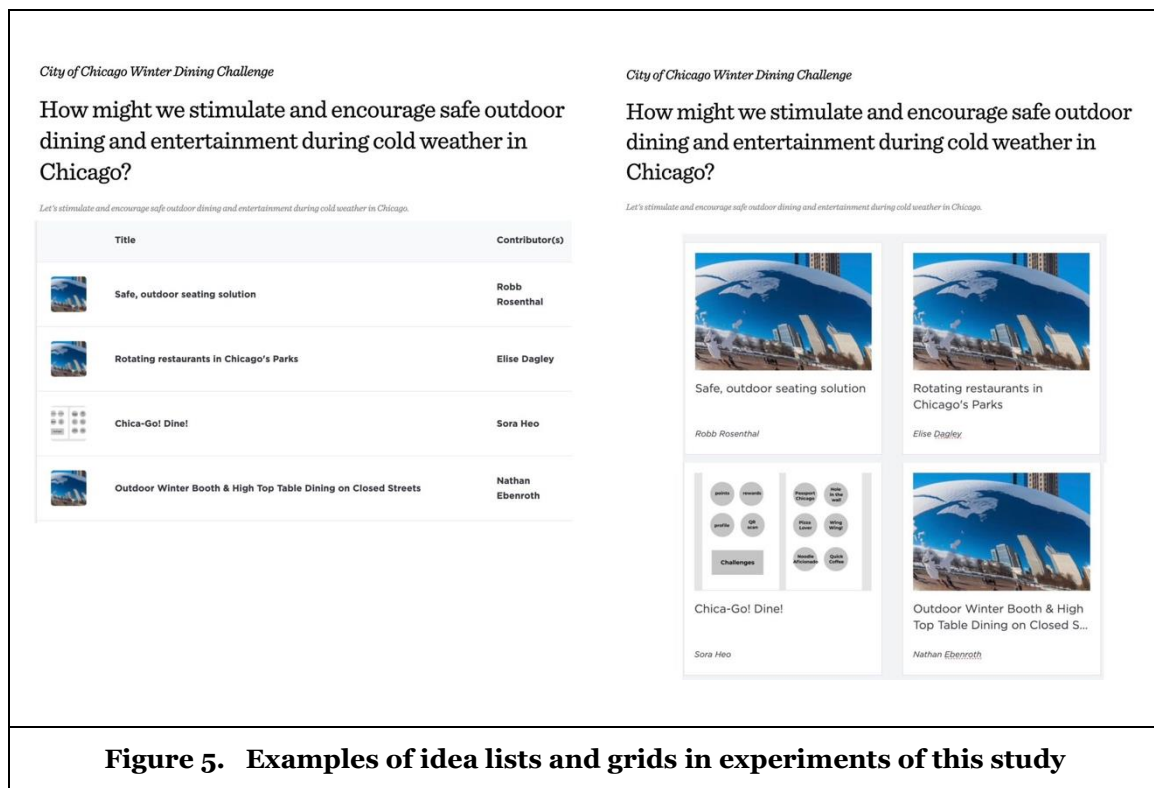 City of Chicago Winter Dining Challenge
How might we stimulate and encourage safe outdoor
dining and entertainment during cold weather in
Chicago?
Let's stimulate and encourage safe outdoor dining and entertainment during cold weather in Chicago.
Title Contributor(s)
Safe, outdoor seating solution
Robb
Rosenthal
Rotating restaurants in Chicago's Parks Elise Dagley
Chica-Go! Dine! Sora Heo
Outdoor Winter Booth & High Top Table Dining on Closed Streets
Nathan
Ebenroth
City of Chicago Winter Dining Challenge
How might we stimulate and encourage safe outdoor
dining and entertainment during cold weather in
Chicago?
Let's stimulate and encourage safe outdoor dining and entertainment during cold weather in Chicago.
Safe, outdoor seating solution
Robb Rosenthal
Rotating restaurants in
Chicago's Parks
Elise Dagley
points rewards
profile QR
scan
Challenges
Passport
Chicago
Hole
in the
wall
Pizza
Lover
Wing
Wing!
Noodle
Aficionado
Quick
Coffee
Chica-Go! Dine!
Sora Heo
Outdoor Winter Booth & High
Top Table Dining on Closed S...
Nathan Ebenroth
Figure 5. Examples of idea lists and grids in experiments of this study